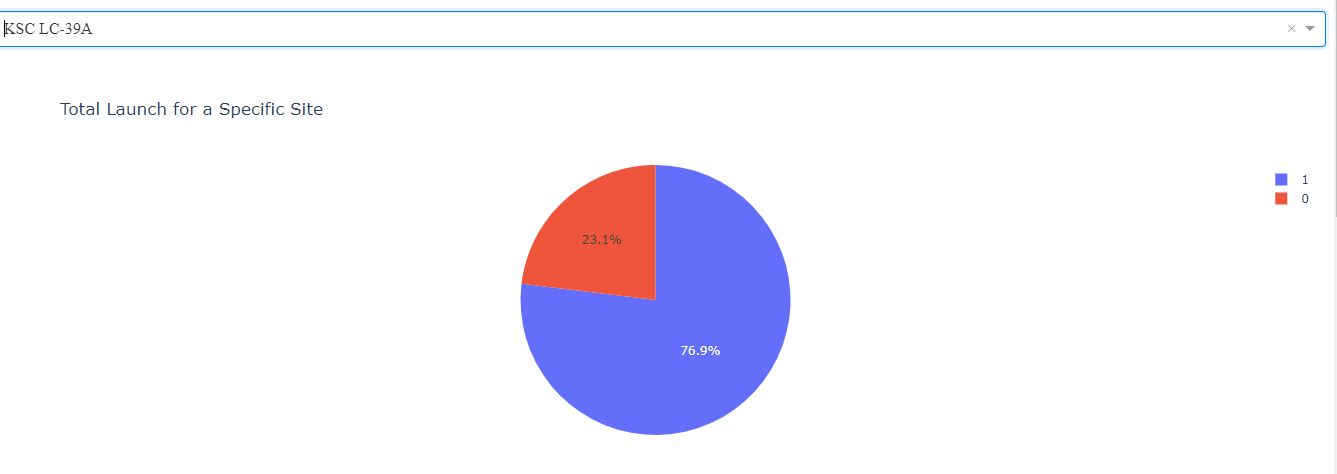 KSC LC-39A
Total Launch for a Specific Site
1
0
23.1%
76.9%